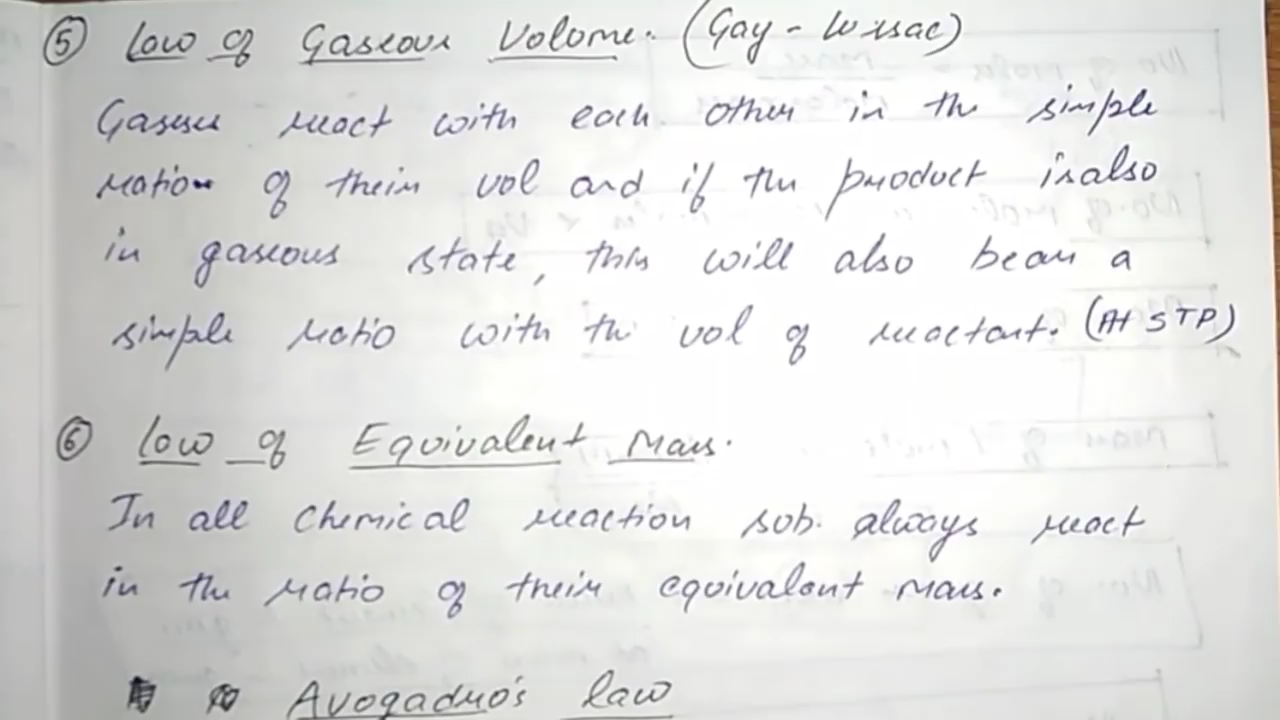 ⑤ Law of Gaseous Volume. (Gay-Lussac)
Gases react with each other in the simple
ration of their vol and if the product is also
in gaseous state, this will also bear a
simple ratio with the vol of reactant. (At STP)
⑥ Law of Equivalent Mass.
In all chemical reaction sub. always react
in the ratio of their equivalent mass.
Avogadro's law